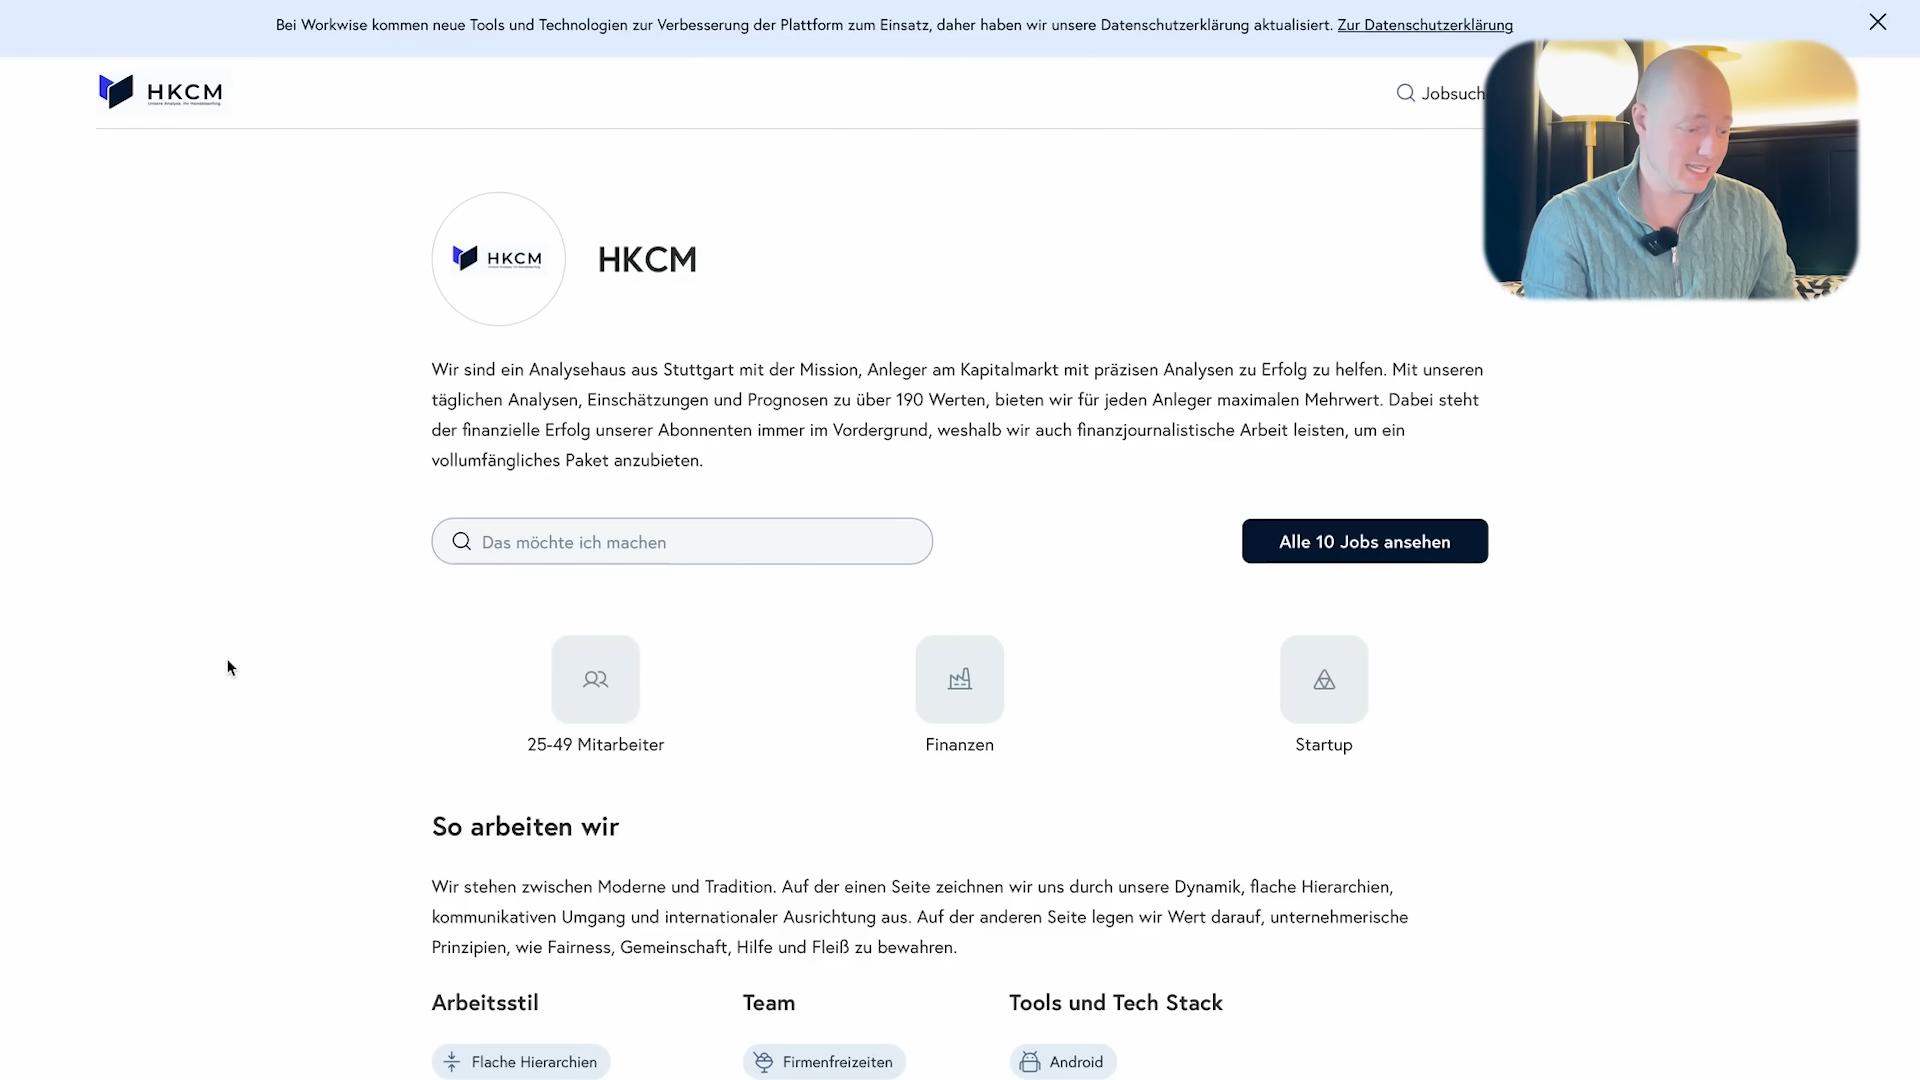 Bei Workwise kommen neue Tools und Technologien zur Verbesserung der Plattform zum Einsatz, daher haben wir unsere Datenschutzerklärung aktualisiert. Zur Datenschutzerklärung
HKCM
Jobsuch
HKCM
HKCM
Wir sind ein Analysehaus aus Stuttgart mit der Mission, Anleger am Kapitalmarkt mit präzisen Analysen zu Erfolg zu helfen. Mit unseren
täglichen Analysen, Einschätzungen und Prognosen zu über 190 Werten, bieten wir für jeden Anleger maximalen Mehrwert. Dabei steht
der finanzielle Erfolg unserer Abonnenten immer im Vordergrund, weshalb wir auch finanzjournalistische Arbeit leisten, um ein
vollumfängliches Paket anzubieten.
Das möchte ich machen
Alle 10 Jobs ansehen
25-49 Mitarbeiter
Finanzen
Startup
So arbeiten wir
Wir stehen zwischen Moderne und Tradition. Auf der einen Seite zeichnen wir uns durch unsere Dynamik, flache Hierarchien,
kommunikativen Umgang und internationaler Ausrichtung aus. Auf der anderen Seite legen wir Wert darauf, unternehmerische
Prinzipien, wie Fairness, Gemeinschaft, Hilfe und Fleiß zu bewahren.
Arbeitsstil
Team
Tools und Tech Stack
Flache Hierarchien
Firmenfreizeiten
Android